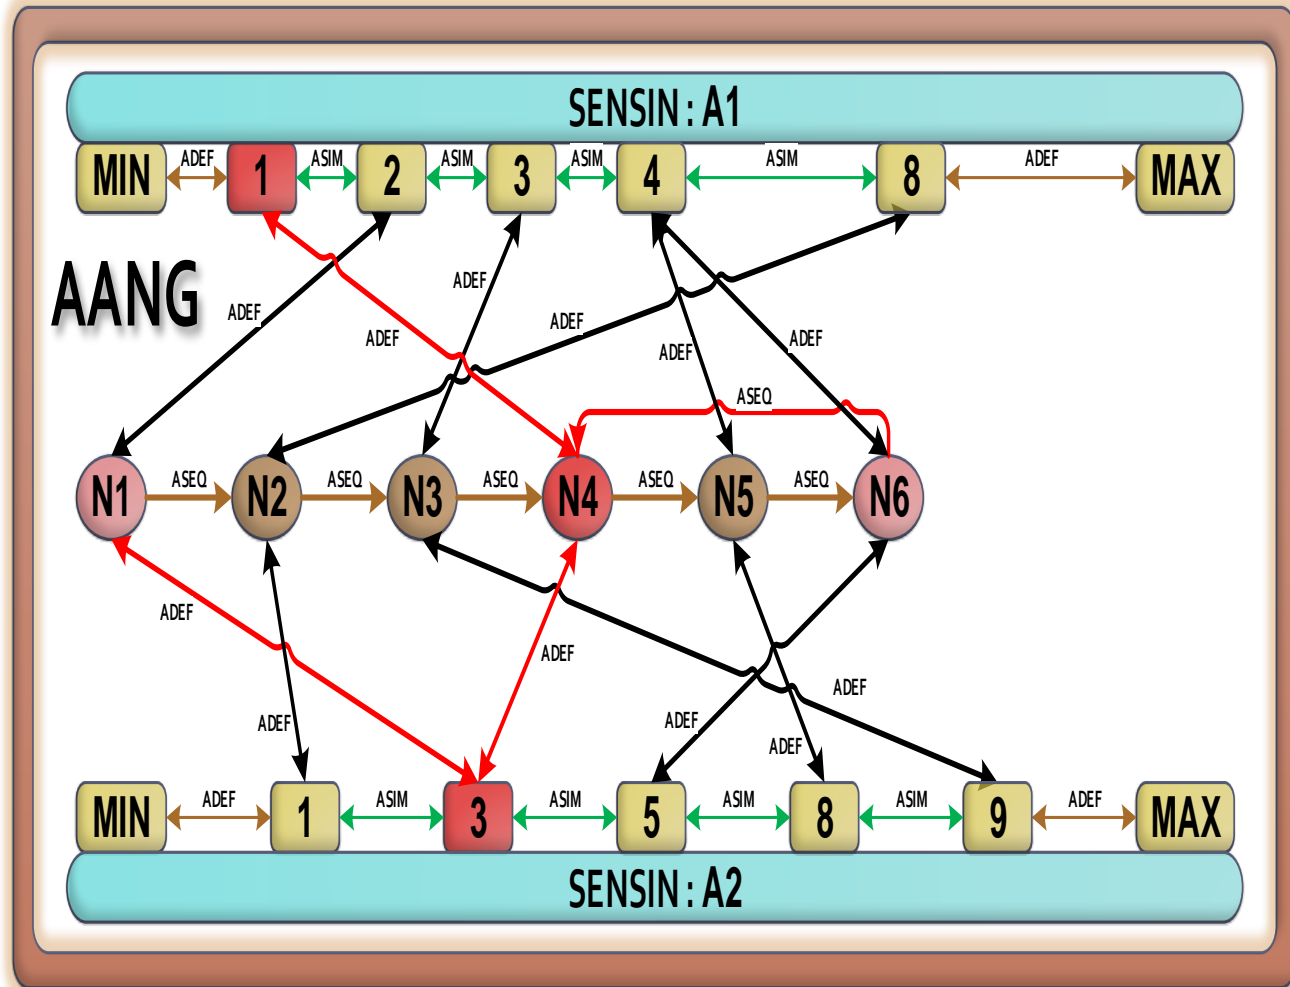 SENSIN : A1
MIN ADEF 1 ASIM 2 ASIM 3 ASIM 4 ASIM 8 ADEF MAX
AANG
ADEF
ADEF
ADEF
ADEF
ADEF
ADEF
ASEQ
N1 ASEQ N2 ASEQ N3 ASEQ N4 ASEQ N5 ASEQ N6
ADEF
ADEF
ADEF
ADEF
ADEF
ADEF
MIN ADEF 1 ASIM 3 ASIM 5 ASIM 8 ASIM 9 ADEF MAX
SENSIN : A2